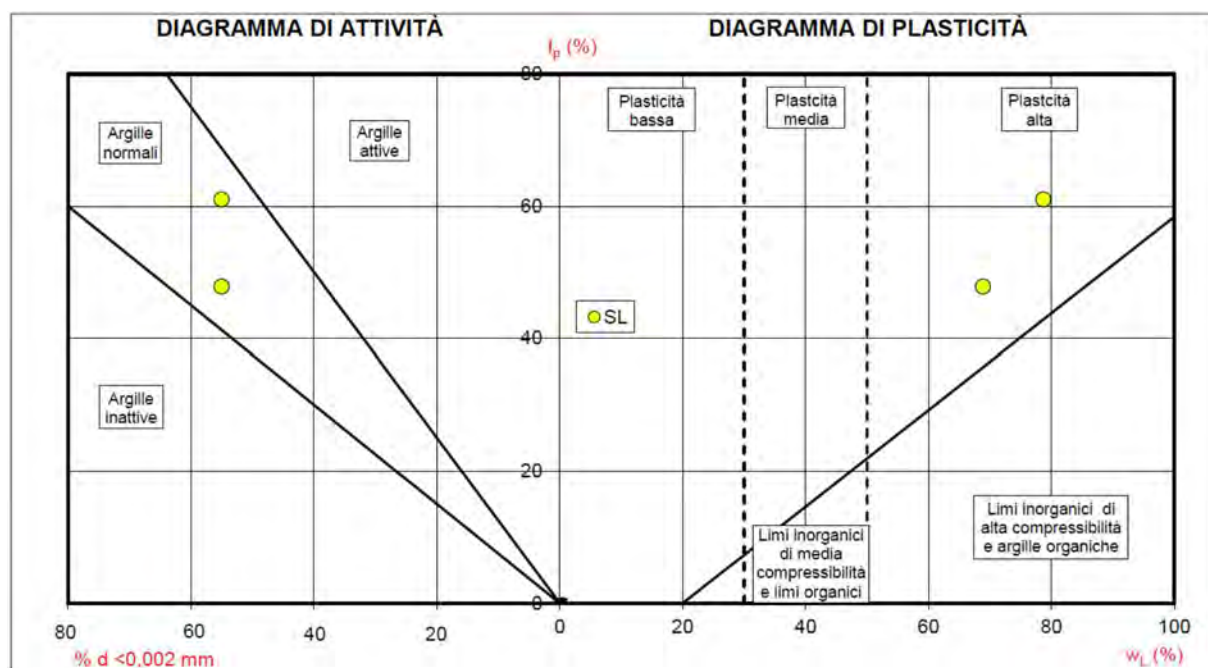 DIAGRAMMA DI ATTIVITÀ
DIAGRAMMA DI PLASTICITÀ
Ip (%)
80
Argille
normali
Argille
attive
Plasticità
bassa
Plastcità
media
Plastcità
alta
60
SL
40
Argille
inattive
20
Limi inorganici
di media
compressibilità
e limi organici
Limi inorganici di
alta compressibilità
e argille organiche
0
80 60 40 20 0 20 40 60 80 100
% d <0,002 mm
wL (%)